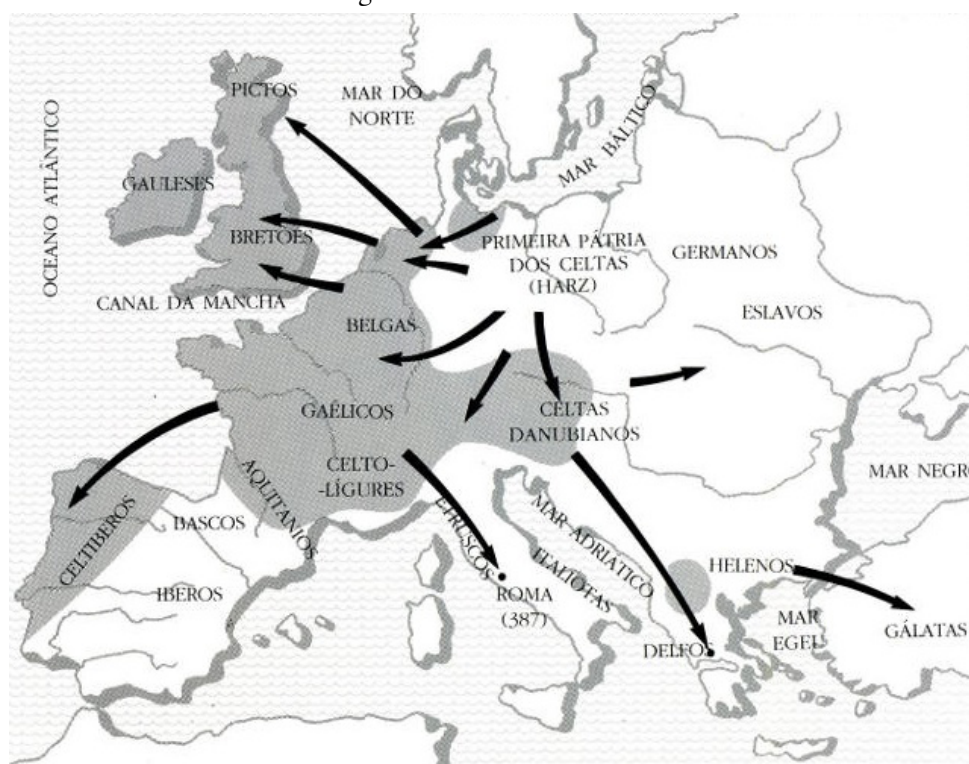 PICTOS
MAR DO
NORTE
MAR BÁLTICO
OCEANO ATLÂNTICO
GAULESES
BRETÕES
PRIMEIRA PÁTRIA
DOS CELTAS
(HARZ)
GERMANOS
CANAL DA MANCHA
ESLAVOS
BELGAS
GAÉLICOS
CELTAS
DANUBIANOS
CELTO-
-LÍGURES
AQUITANIOS
MAR NEGRO
CELTIBEROS
BASCOS
ETRUSCOS
MAR ADRIÁTICO
ITALIOTAS
HELENOS
IBEROS
ROMA
(387)
MAR
EGEU
GÁLATAS
DELFOS